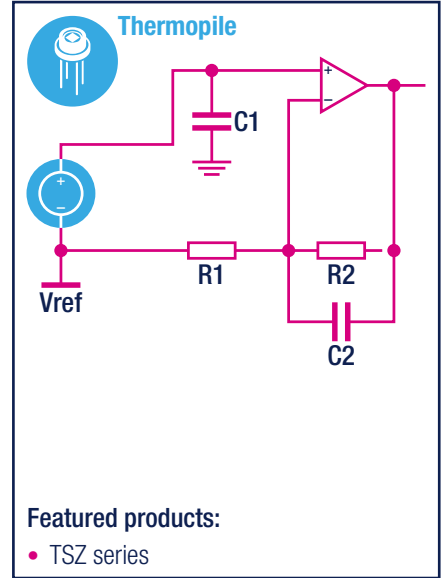 Thermopile
+
−
C1
+
−
R1
R2
Vref
C2
Featured products:
• TSZ series